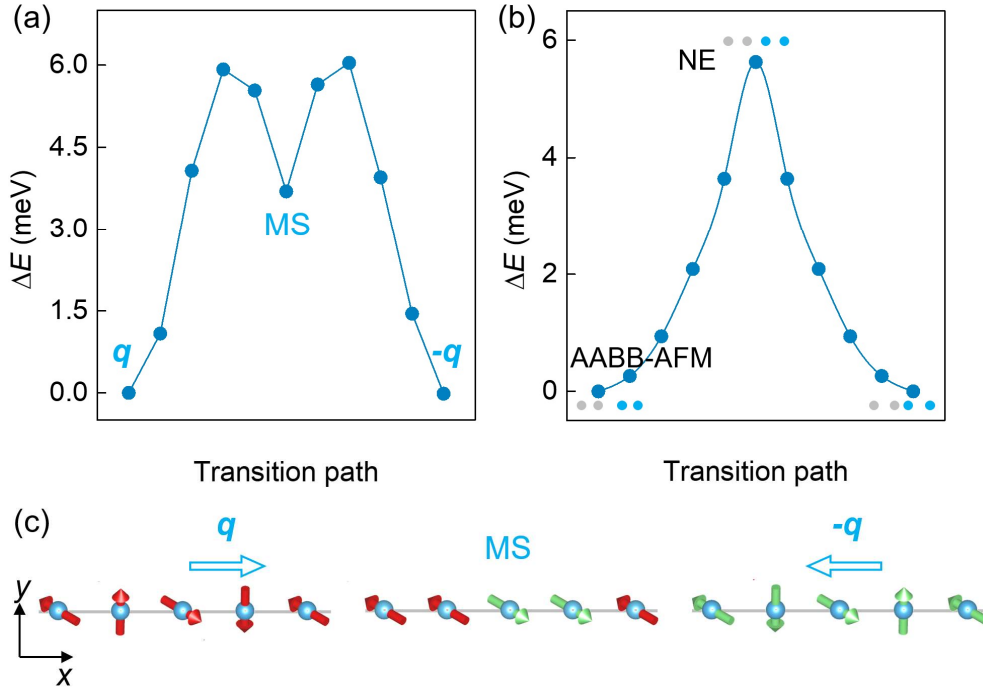 (a)
ΔE (meV)
6.0
4.5
3.0
1.5
0.0
q
MS
-q
Transition path
(b)
ΔE (meV)
6
4
2
0
NE
AABB-AFM
Transition path
(c)
q
MS
-q
y
x